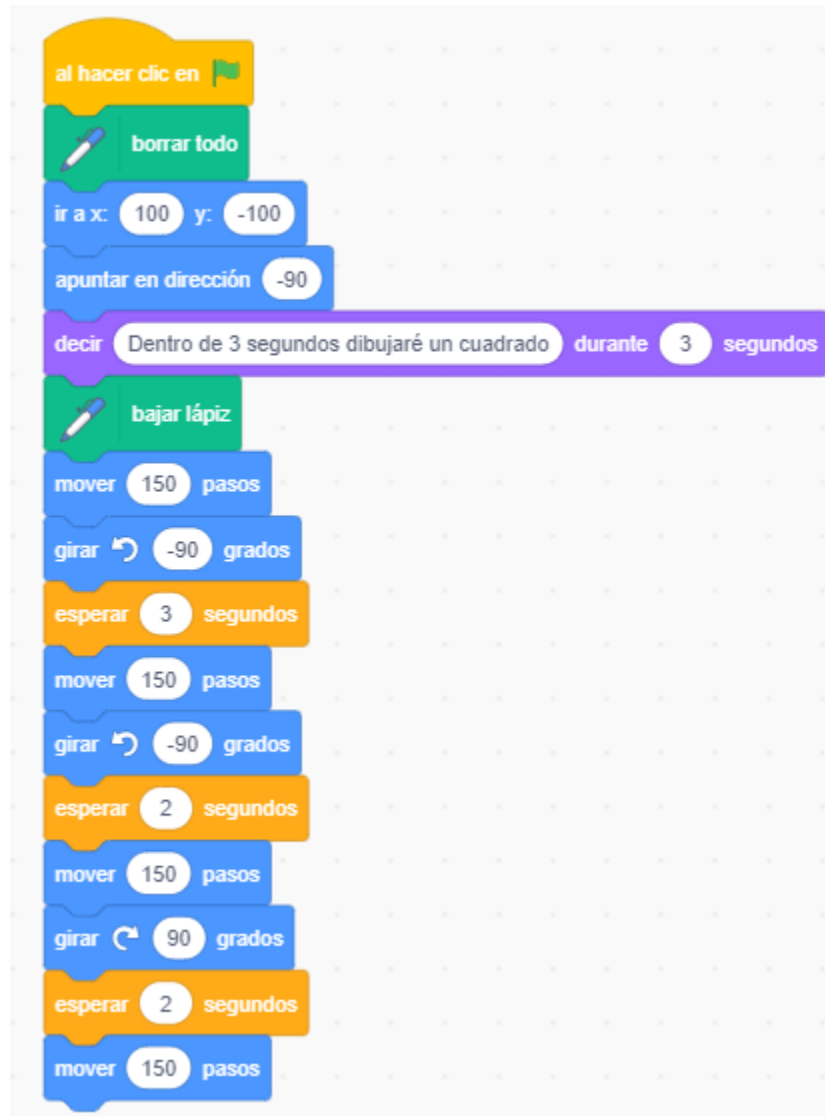 al hacer clic en
borrar todo
ir a x: 100 y: -100
apuntar en dirección -90
decir Dentro de 3 segundos dibujaré un cuadrado durante 3 segundos
bajar lápiz
mover 150 pasos
girar -90 grados
esperar 3 segundos
mover 150 pasos
girar -90 grados
esperar 2 segundos
mover 150 pasos
girar 90 grados
esperar 2 segundos
mover 150 pasos